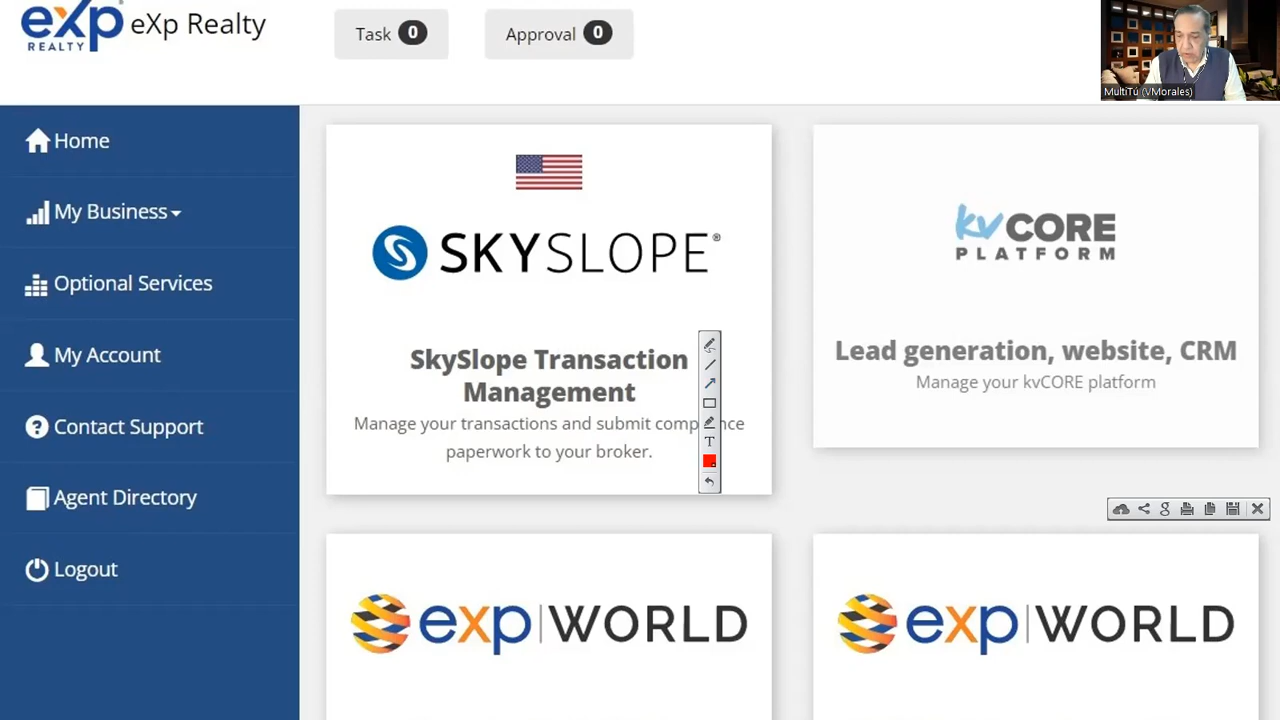 eXp
REALTY
eXp Realty
Task 0
Approval 0
MultiTú (VMorales)
Home
My Business
Optional Services
My Account
Contact Support
Agent Directory
Logout
SKYSLOPE®
SkySlope Transaction
Management
Manage your transactions and submit comp nce
paperwork to your broker.
kvCORE
PLATFORM
Lead generation, website, CRM
Manage your kvCORE platform
T
g
exp|WORLD
exp|WORLD